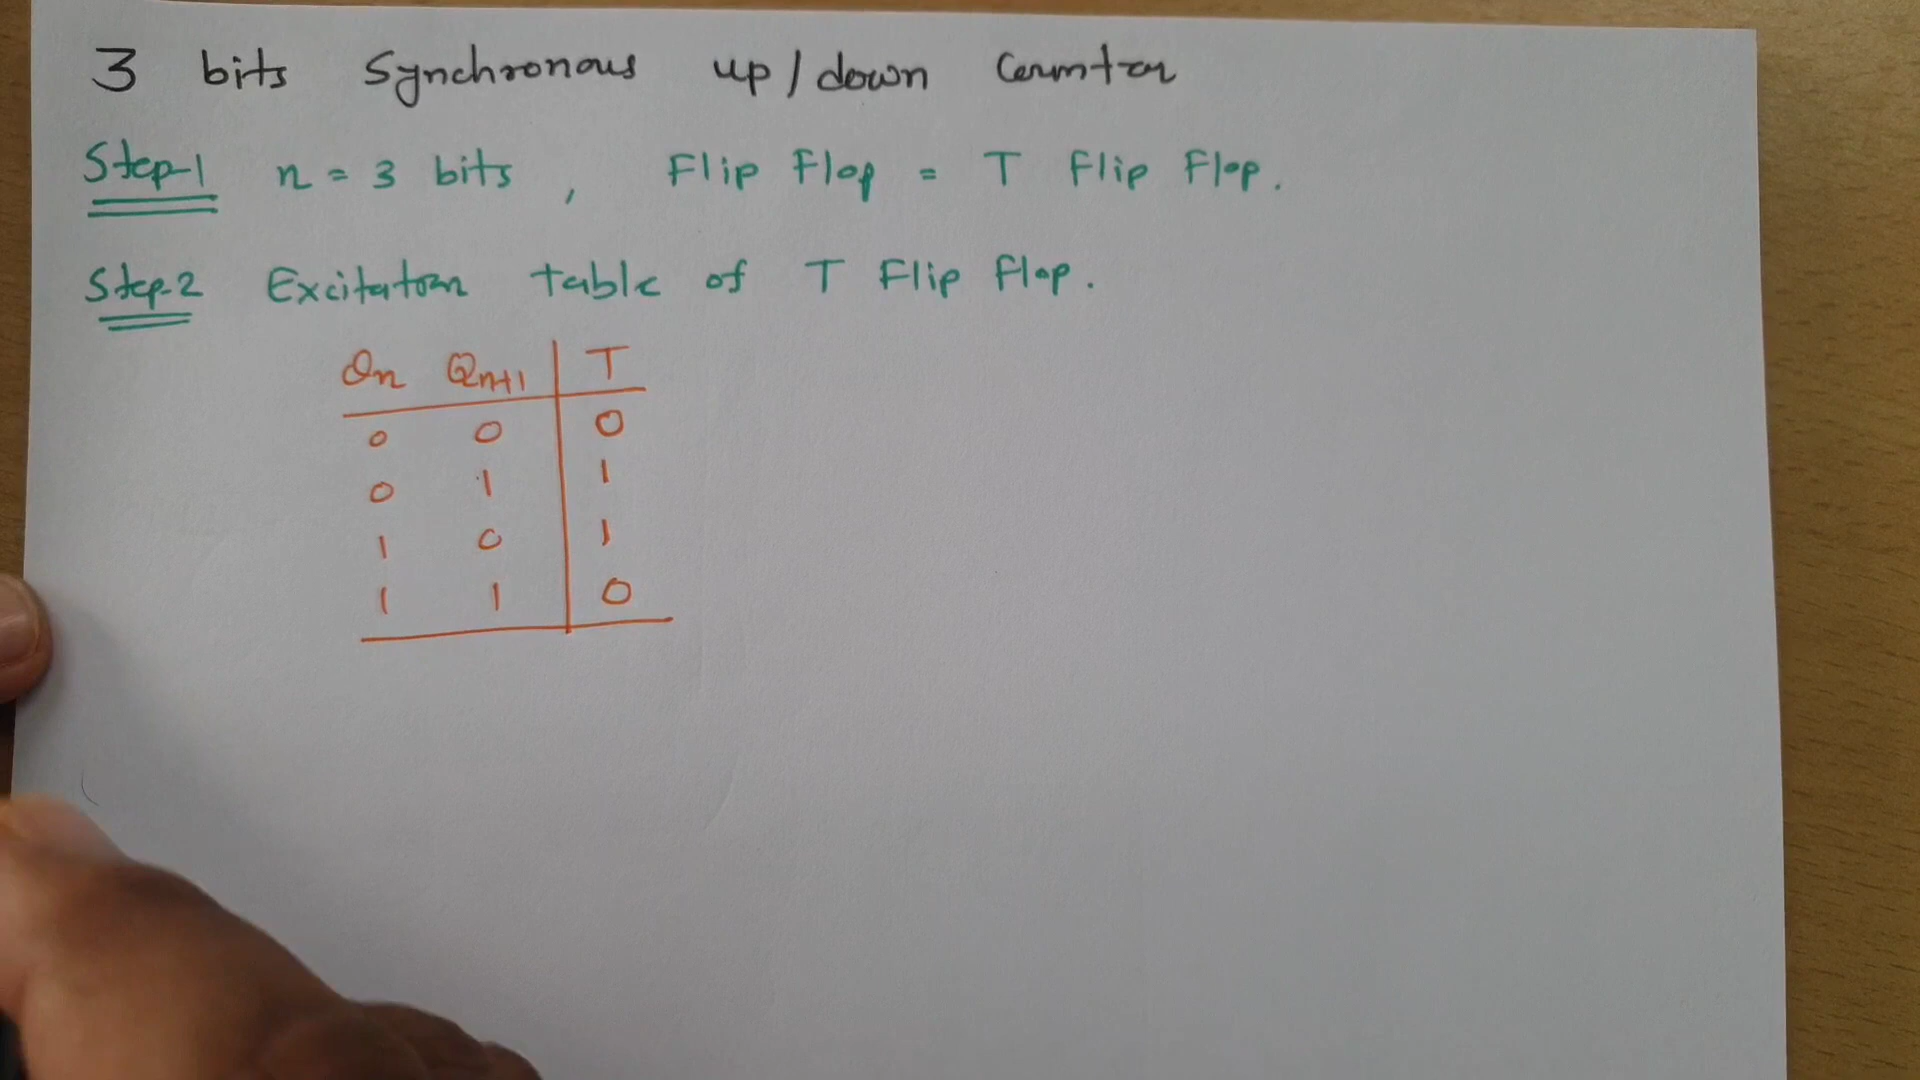 3 bits Synchronous up/down Counter
Step-1 n = 3 bits, Flip Flop = T Flip Flop.
Step-2 Excitation table of T Flip Flop.
Qn Qn+1 T
0 0 0
0 1 1
1 0 1
1 1 0